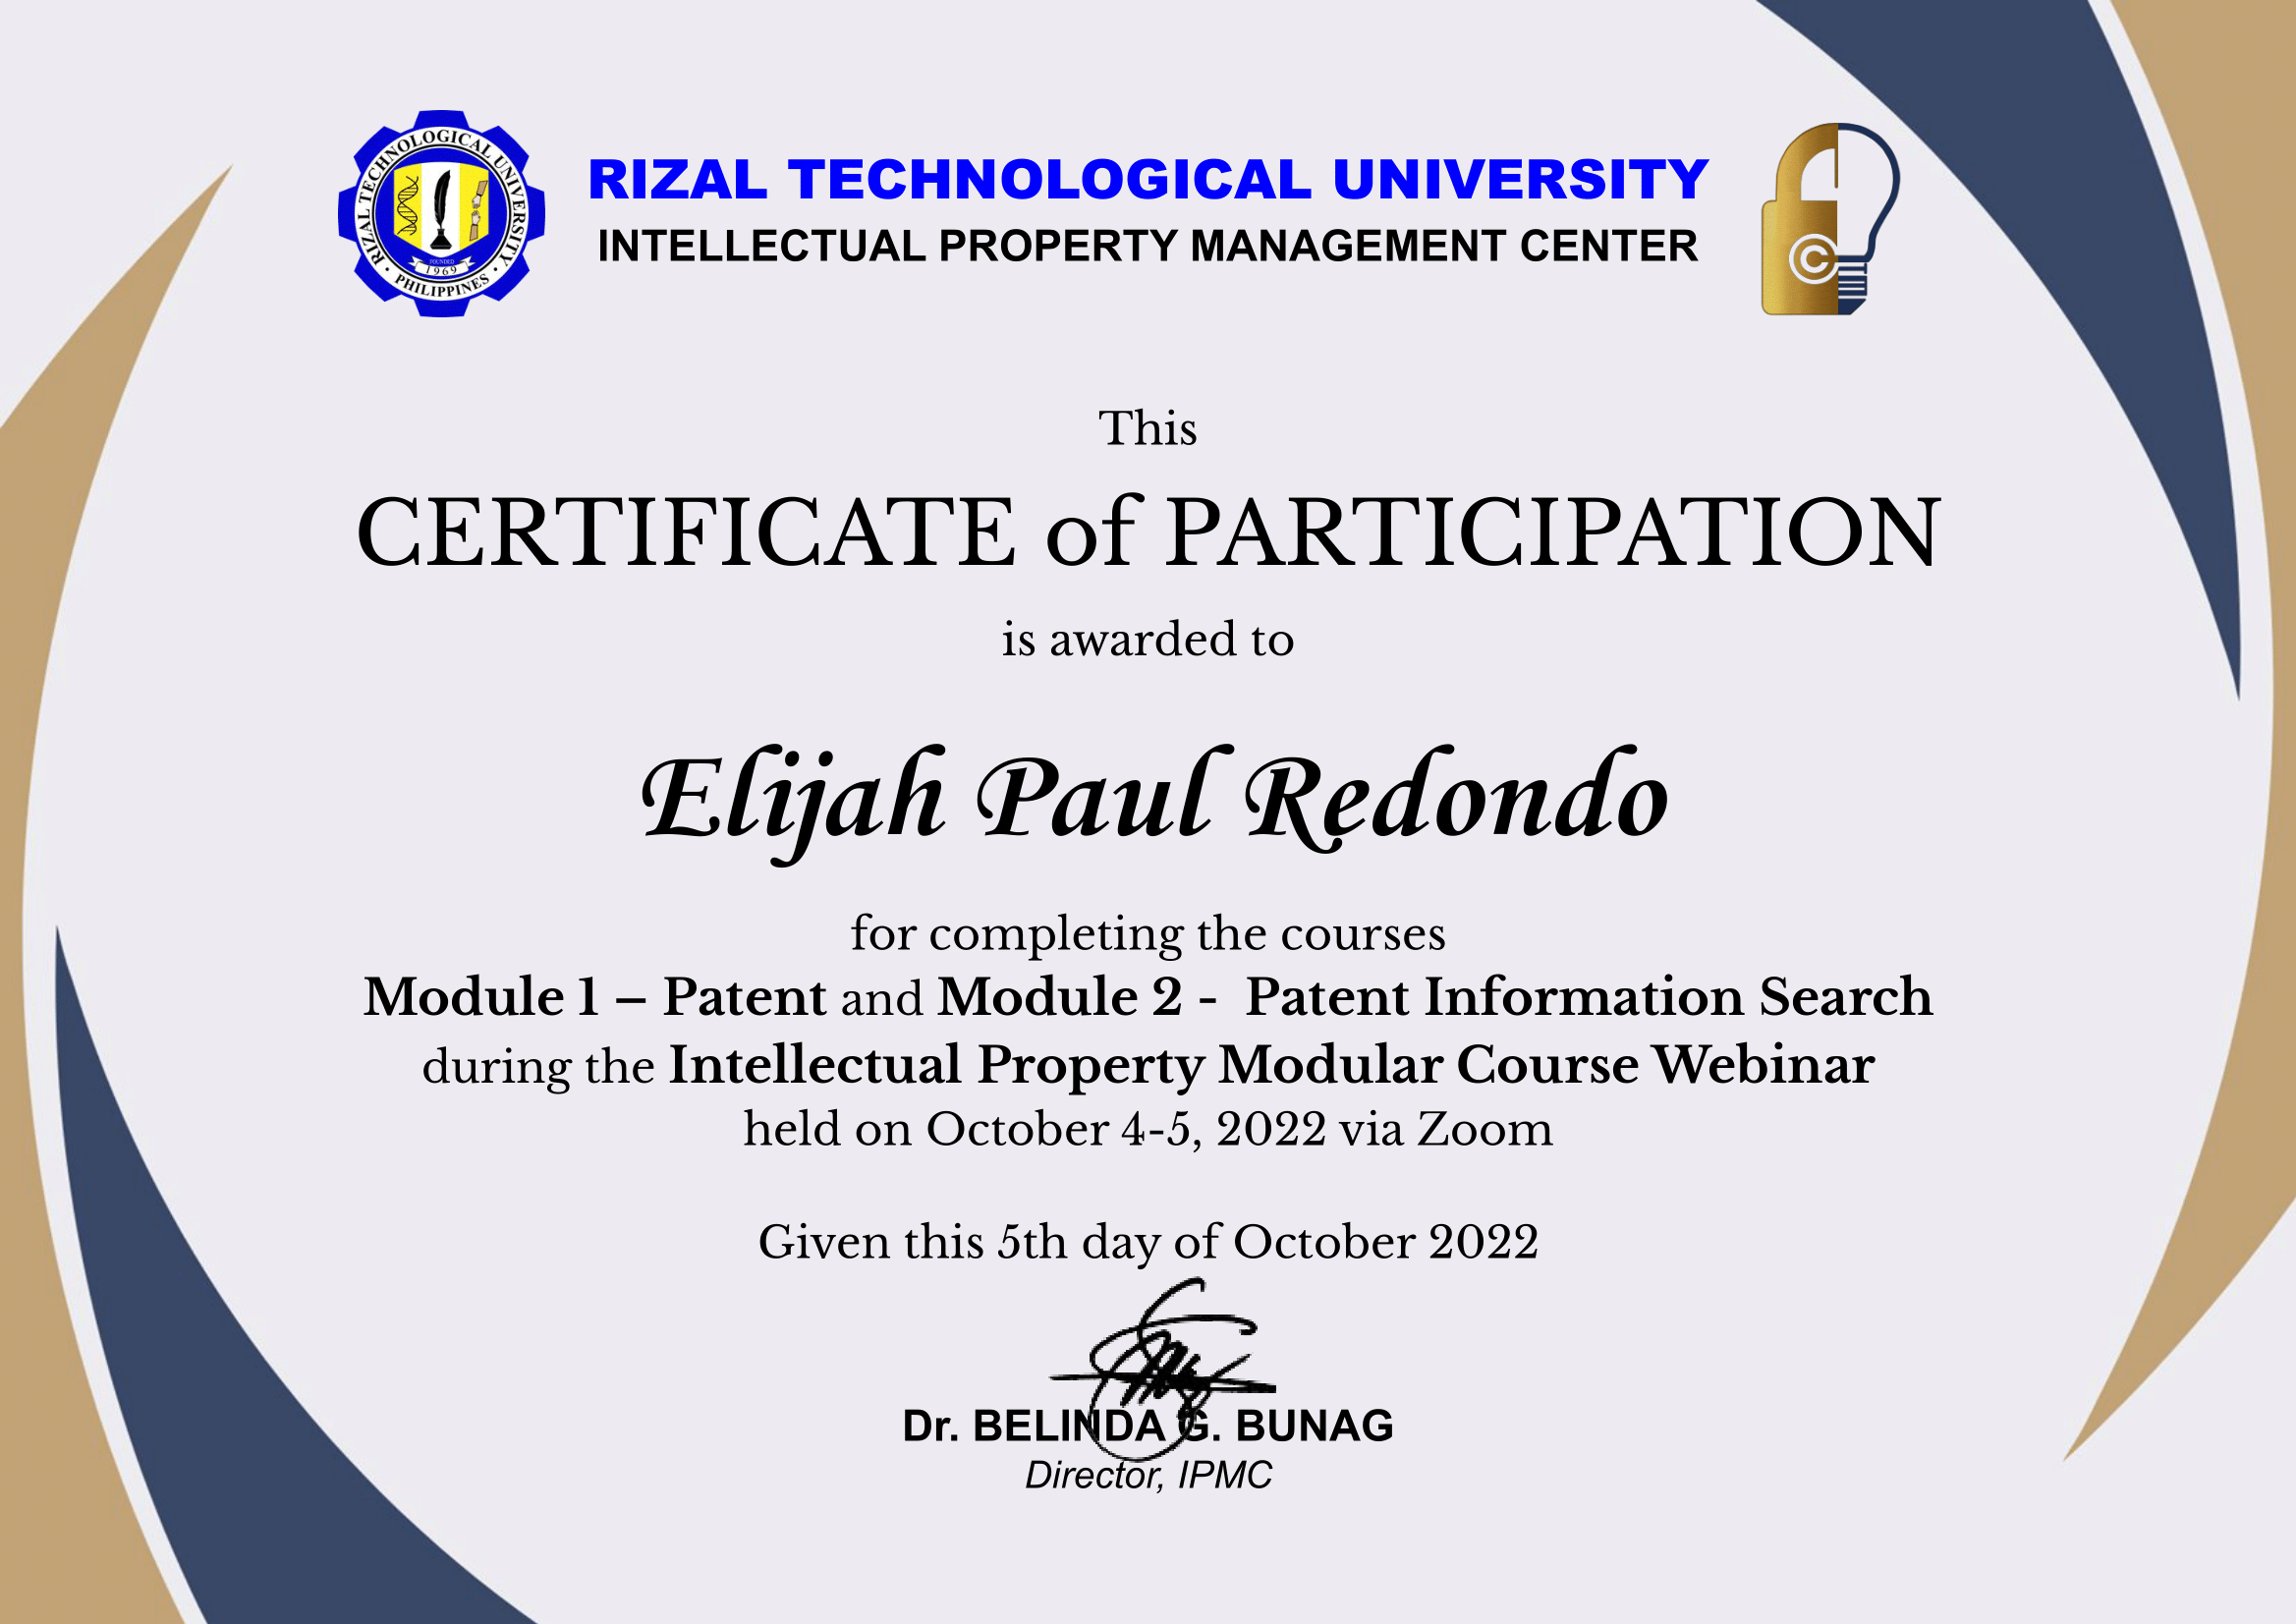 RIZAL TECHNOLOGICAL UNIVERSITY
PHILIPPINES
FOUNDED
1969
RIZAL TECHNOLOGICAL UNIVERSITY
INTELLECTUAL PROPERTY MANAGEMENT CENTER
©
This
CERTIFICATE of PARTICIPATION
is awarded to
Elijah Paul Redondo
for completing the courses
Module 1 – Patent and Module 2 - Patent Information Search
during the Intellectual Property Modular Course Webinar
held on October 4-5, 2022 via Zoom
Given this 5th day of October 2022
Dr. BELINDA G. BUNAG
Director, IPMC